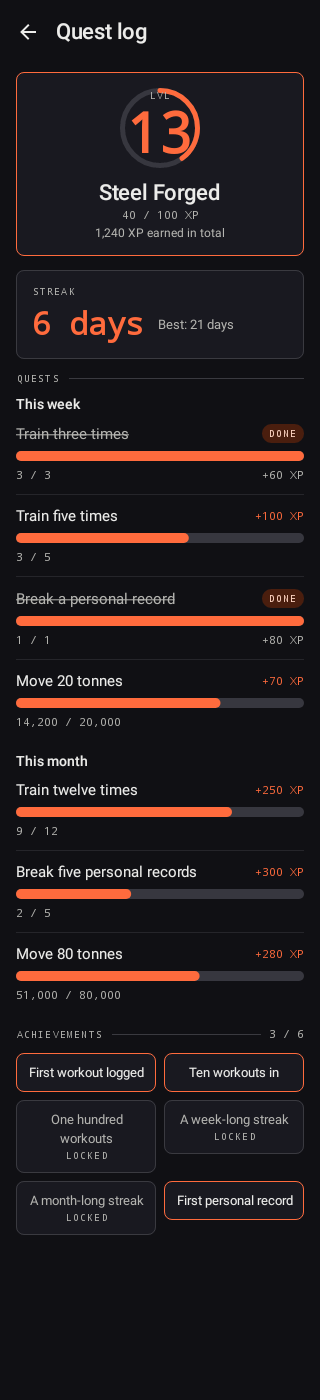 Quest log
LVL
13
Steel Forged
40 / 100 XP
1,240 XP earned in total
STREAK
6 days Best: 21 days
QUESTS
This week
Train three times DONE
3 / 3 +60 XP
Train five times +100 XP
3 / 5
Break a personal record DONE
1 / 1 +80 XP
Move 20 tonnes +70 XP
14,200 / 20,000
This month
Train twelve times +250 XP
9 / 12
Break five personal records +300 XP
2 / 5
Move 80 tonnes +280 XP
51,000 / 80,000
ACHIEVEMENTS 3 / 6
First workout logged
Ten workouts in
One hundred
workouts
LOCKED
A week-long streak
LOCKED
A month-long streak
LOCKED
First personal record